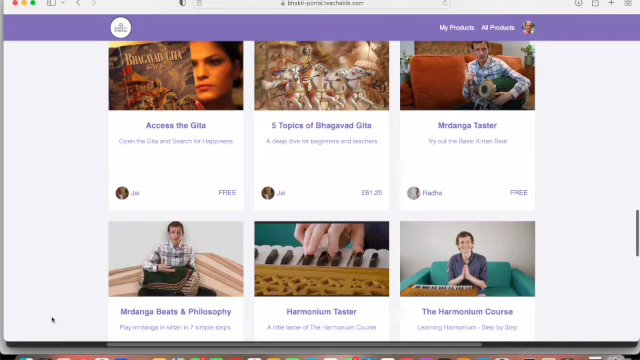 bhakti-portal.teachable.com
My Products All Products
BHAGAVAD-GITA
Access the Gita
Open the Gita and Search for Happiness
Jai FREE
5 Topics of Bhagavad Gita
A deep dive for beginners and teachers
Jai £61.20
Mrdanga Taster
Try out the Basic Kirtan Beat
Radha FREE
Mrdanga Beats & Philosophy
Play mrdanga in kirtan in 7 simple steps.
Harmonium Taster
A little taster of The Harmonium Course
The Harmonium Course
Learning Harmonium - Step by Step